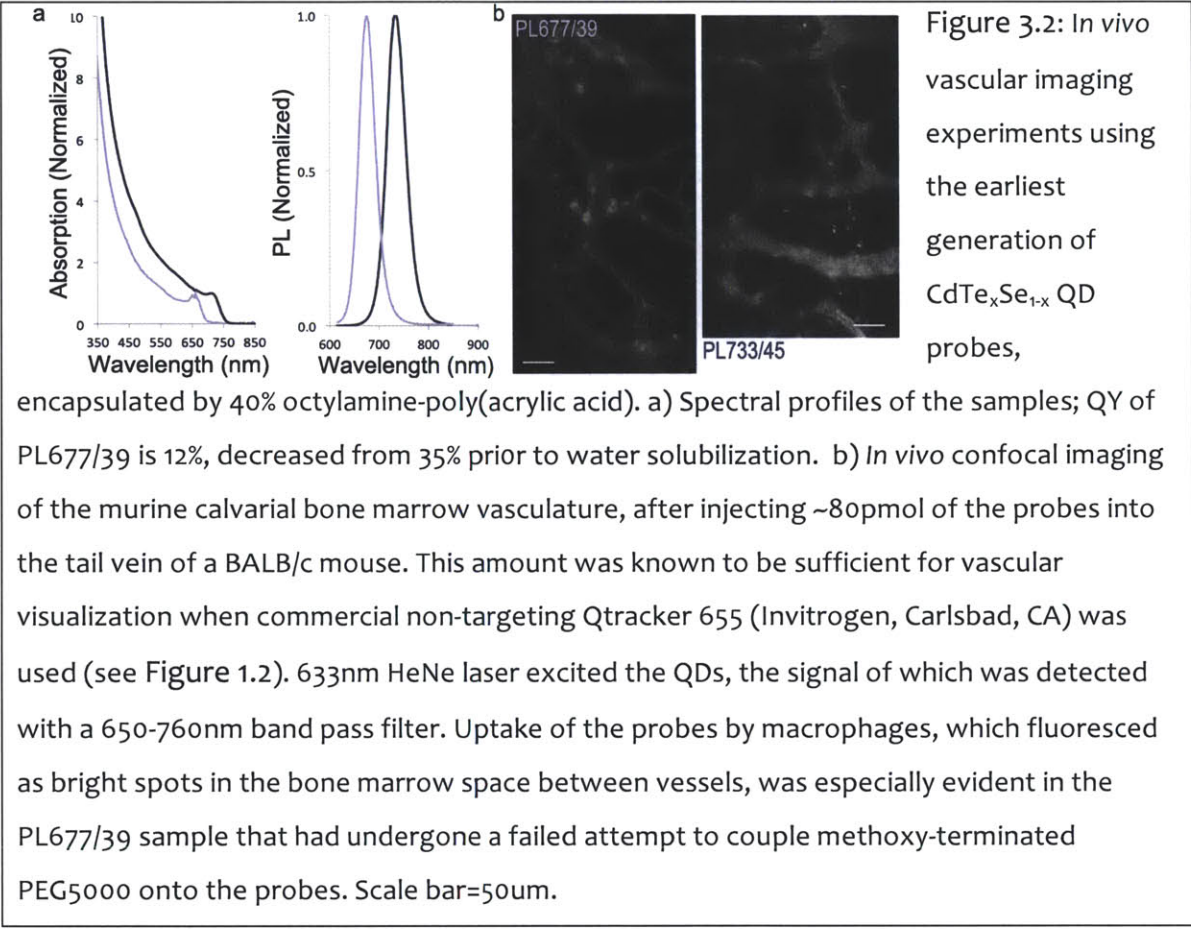 a
10
8
6
4
2
0
Absorption (Normalized)
350 450 550 650 750 850
Wavelength (nm)
1.0
0.5
0.0
PL (Normalized)
600 700 800 900
Wavelength (nm)
b
PL677/39
PL733/45
Figure 3.2: In vivo
vascular imaging
experiments using
the earliest
generation of
CdTexSe1-x QD
probes,
encapsulated by 40% octylamine-poly(acrylic acid). a) Spectral profiles of the samples; QY of
PL677/39 is 12%, decreased from 35% prior to water solubilization. b) In vivo confocal imaging
of the murine calvarial bone marrow vasculature, after injecting ~80pmol of the probes into
the tail vein of a BALB/c mouse. This amount was known to be sufficient for vascular
visualization when commercial non-targeting Qtracker 655 (Invitrogen, Carlsbad, CA) was
used (see Figure 1.2). 633nm HeNe laser excited the QDs, the signal of which was detected
with a 650-760nm band pass filter. Uptake of the probes by macrophages, which fluoresced
as bright spots in the bone marrow space between vessels, was especially evident in the
PL677/39 sample that had undergone a failed attempt to couple methoxy-terminated
PEG5000 onto the probes. Scale bar=50um.